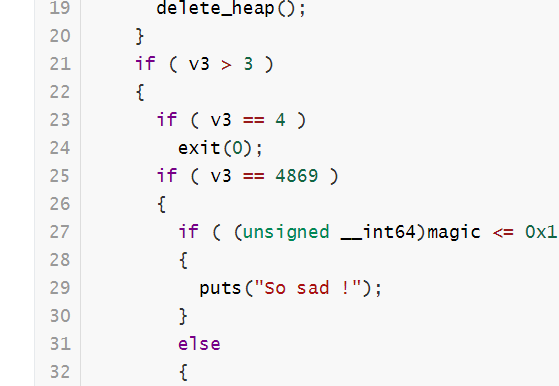 19 delete_heap();
20 }
21 if ( v3 > 3 )
22 {
23 if ( v3 == 4 )
24 exit(0);
25 if ( v3 == 4869 )
26 {
27 if ( (unsigned __int64)magic <= 0x1
28 {
29 puts("So sad !");
30 }
31 else
32 {